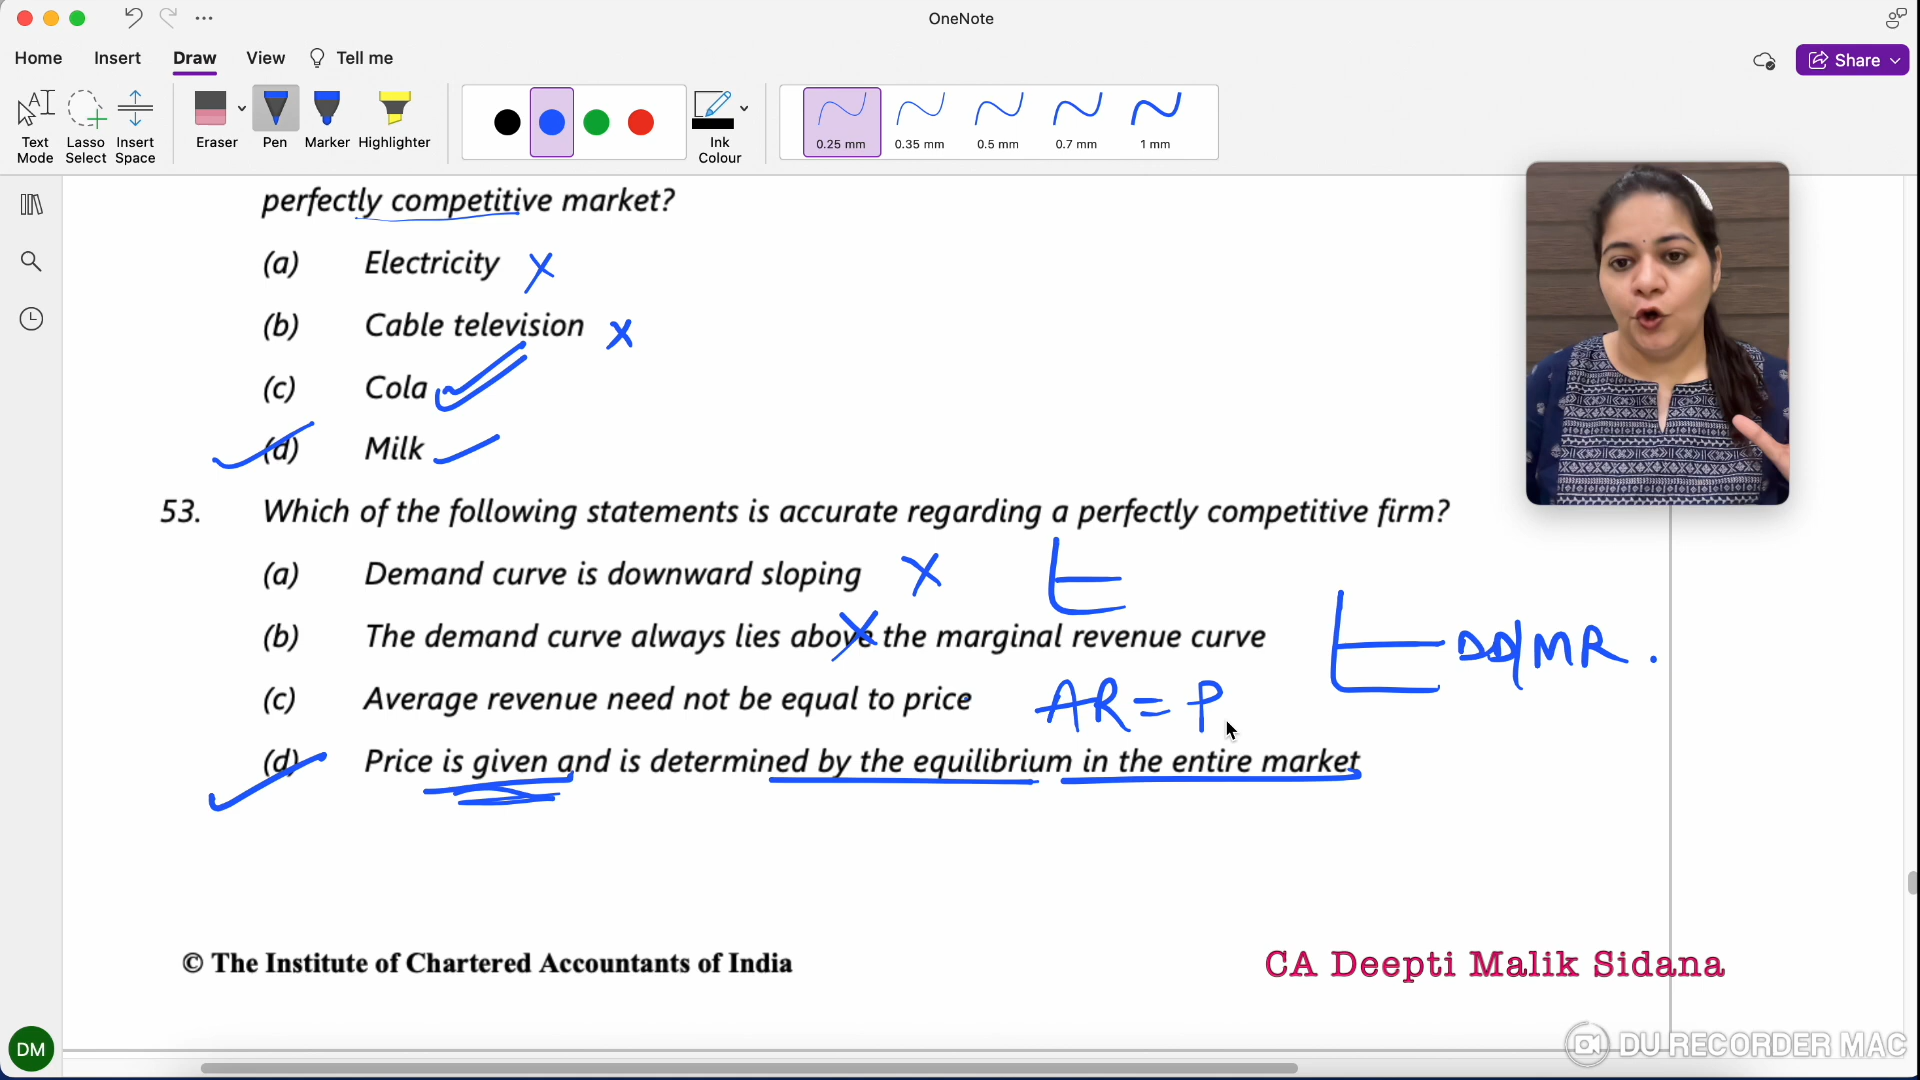 OneNote
Home Insert Draw View Tell me Share
Text Mode
Lasso Select
Insert Space
Eraser
Pen
Marker
Highlighter
Ink Colour
0.25 mm
0.35 mm
0.5 mm
0.7 mm
1 mm
perfectly competitive market?
(a) Electricity X
(b) Cable television X
(c) Cola
(d) Milk
53. Which of the following statements is accurate regarding a perfectly competitive firm?
(a) Demand curve is downward sloping X
(b) The demand curve always lies above the marginal revenue curve DD/MR.
(c) Average revenue need not be equal to price AR = P
(d) Price is given and is determined by the equilibrium in the entire market
© The Institute of Chartered Accountants of India
CA Deepti Malik Sidana
DM
DU RECORDER MAC